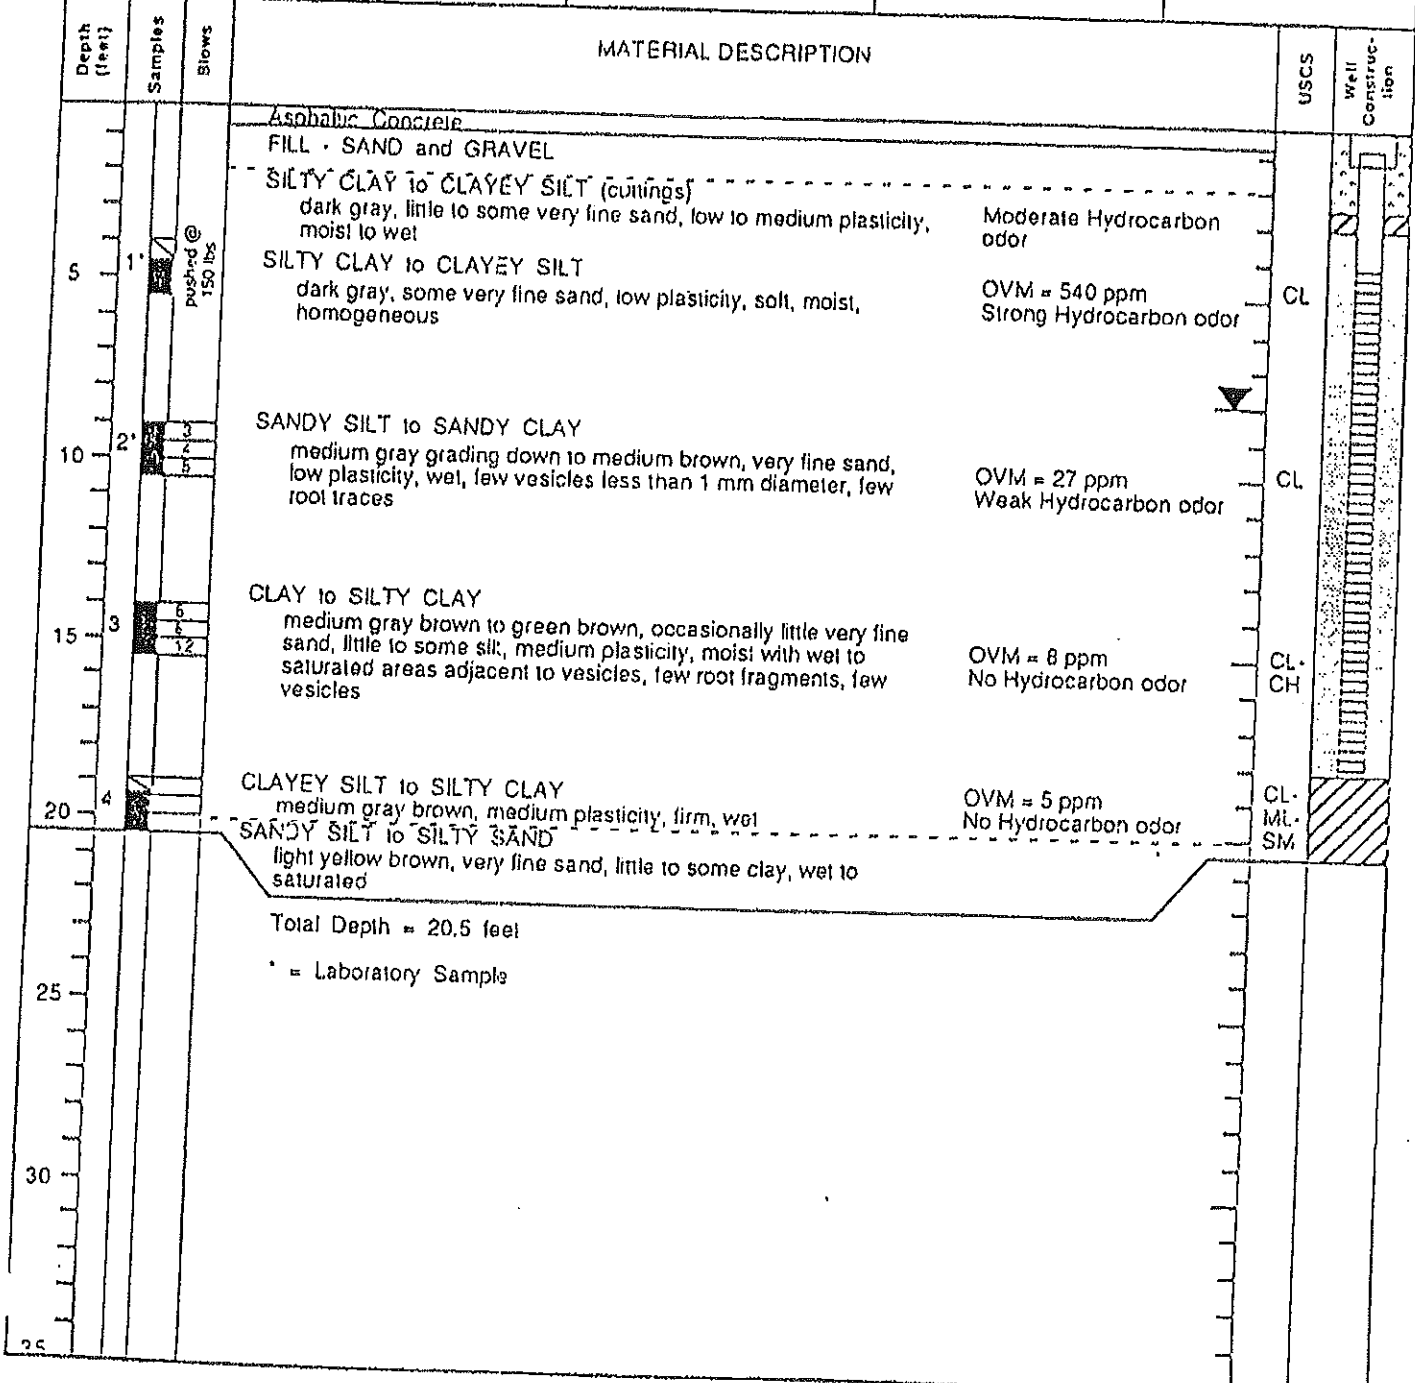 Depth (feet)
Samples
Blows
MATERIAL DESCRIPTION
USCS
Well Construc-tion
Asphaltic Concrete
FILL - SAND and GRAVEL
SILTY CLAY to CLAYEY SILT (cuttings)
dark gray, little to some very fine sand, low to medium plasticity,
moist to wet
Moderate Hydrocarbon
odor
pushed @
150 lbs
5
1*
SILTY CLAY to CLAYEY SILT
dark gray, some very fine sand, low plasticity, soft, moist,
homogeneous
OVM = 540 ppm
Strong Hydrocarbon odor
CL
10
2*
3
5
SANDY SILT to SANDY CLAY
medium gray grading down to medium brown, very fine sand,
low plasticity, wet, few vesicles less than 1 mm diameter, few
root traces
OVM = 27 ppm
Weak Hydrocarbon odor
CL
15
3
6
6
12
CLAY to SILTY CLAY
medium gray brown to green brown, occasionally little very fine
sand, little to some silt, medium plasticity, moist with wet to
saturated areas adjacent to vesicles, few root fragments, few
vesicles
OVM = 8 ppm
No Hydrocarbon odor
CL-
CH
20
4
CLAYEY SILT to SILTY CLAY
medium gray brown, medium plasticity, firm, wet
OVM = 5 ppm
No Hydrocarbon odor
CL-
ML-
SM
SANDY SILT to SILTY SAND
light yellow brown, very fine sand, little to some clay, wet to
saturated
Total Depth = 20.5 feet
* = Laboratory Sample
25
30
35